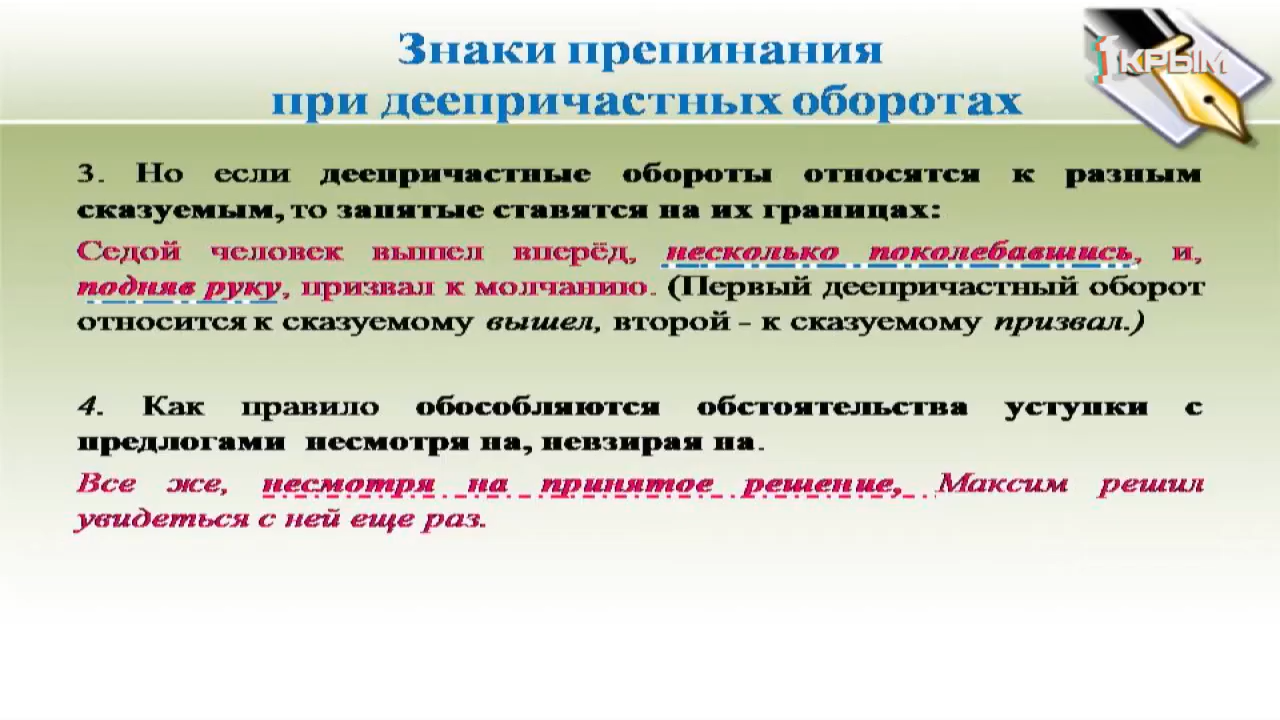 Знаки препинания
при деепричастных оборотах
1КРЫМ
3. Но если деепричастные обороты относятся к разным
сказуемым, то запятые ставятся на их границах:
Седой человек вышел вперёд, несколько поколебавшись, и,
подняв руку, призвал к молчанию. (Первый деепричастный оборот
относится к сказуемому вышел, второй - к сказуемому призвал.)
4. Как правило обособляются обстоятельства уступки с
предлогами несмотря на, невзирая на.
Все же, несмотря на принятое решение, Максим решил
увидеться с ней еще раз.